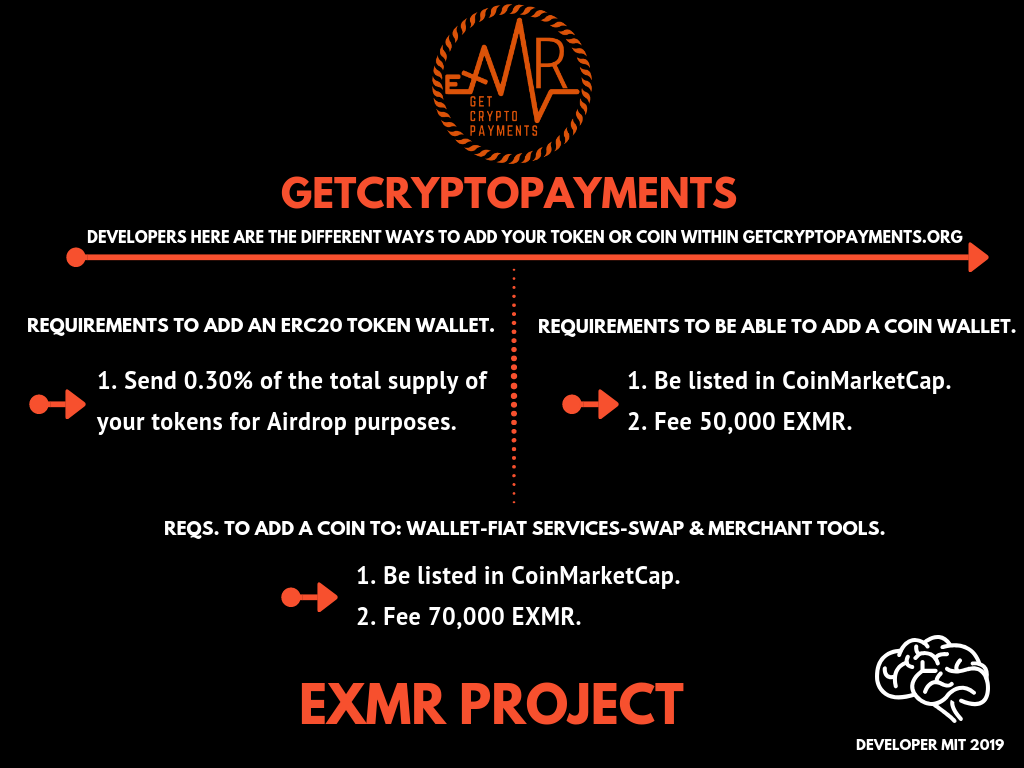 EXMR
GET
CRYPTO
PAYMENTS
GETCRYPTOPAYMENTS
DEVELOPERS HERE ARE THE DIFFERENT WAYS TO ADD YOUR TOKEN OR COIN WITHIN GETCRYPTOPAYMENTS.ORG
REQUIREMENTS TO ADD AN ERC20 TOKEN WALLET.
1. Send 0.30% of the total supply of
your tokens for Airdrop purposes.
REQUIREMENTS TO BE ABLE TO ADD A COIN WALLET.
1. Be listed in CoinMarketCap.
2. Fee 50,000 EXMR.
REQS. TO ADD A COIN TO: WALLET-FIAT SERVICES-SWAP & MERCHANT TOOLS.
1. Be listed in CoinMarketCap.
2. Fee 70,000 EXMR.
EXMR PROJECT
DEVELOPER MIT 2019